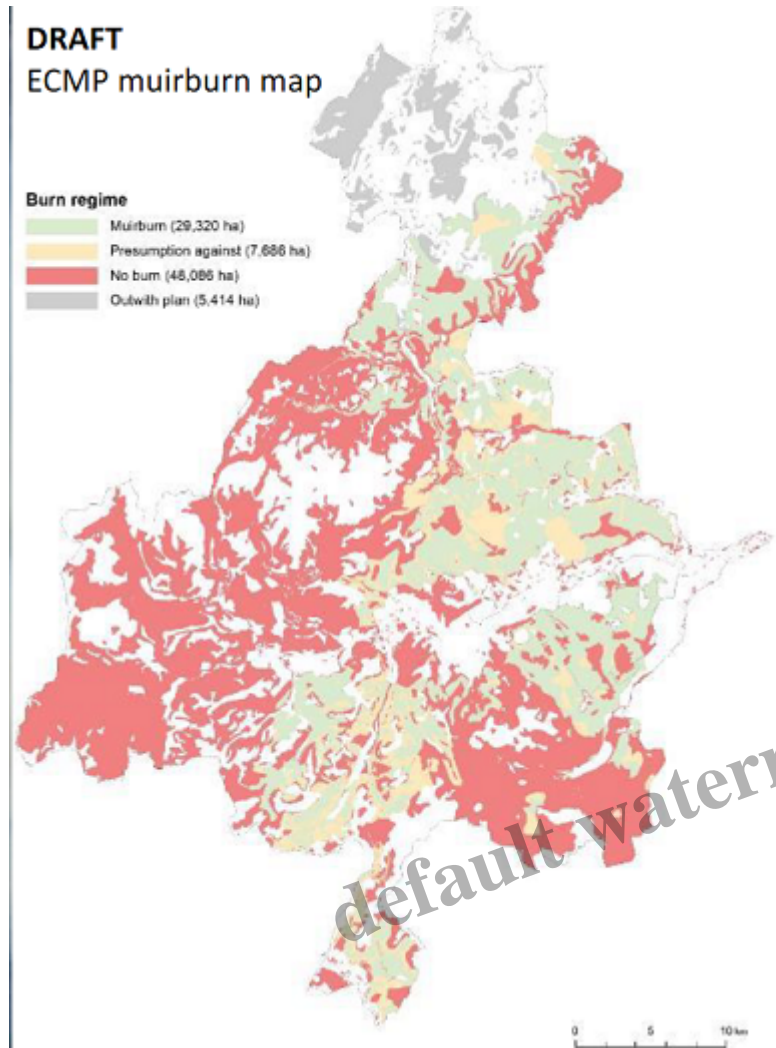 DRAFT
ECMP muirburn map
Burn regime
Muirburn (29,320 ha)
Presumption against (7,686 ha)
No burn (48,086 ha)
Outwith plan (5,414 ha)
default waterm
0 5 10 km